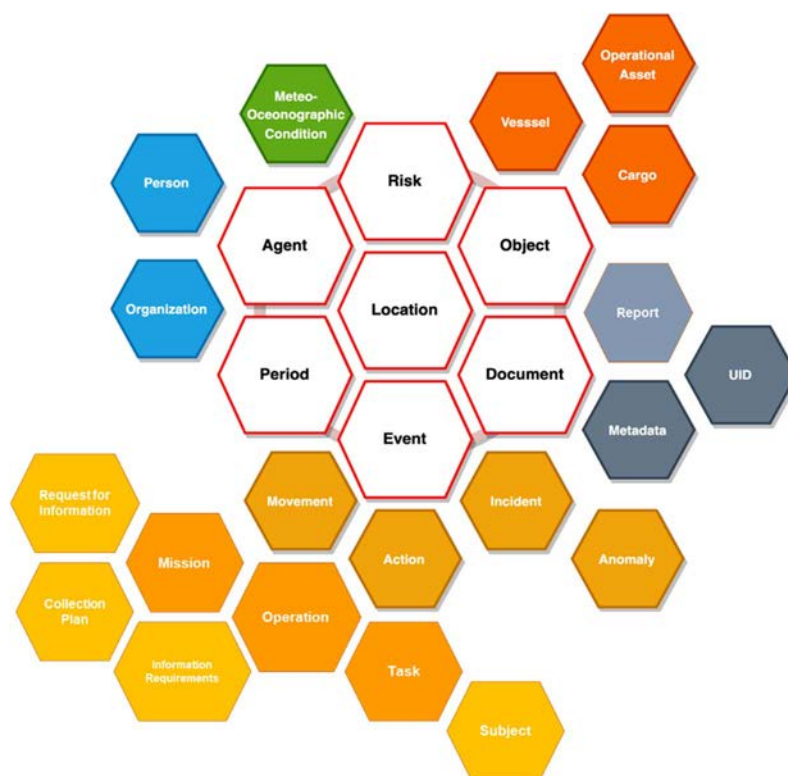 Operational
Asset
Meteo-
Oceonographic
Condition
Vesssel
Person
Risk
Cargo
Agent
Object
Organization
Location
Report
Period
Document
UID
Event
Metadata
Request for
Information
Movement
Incident
Mission
Action
Anomaly
Collection
Plan
Operation
Information
Requirements
Task
Subject